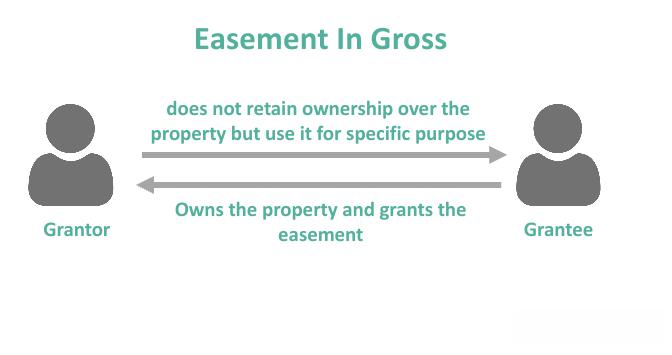 Easement In Gross
does not retain ownership over the
property but use it for specific purpose
Owns the property and grants the
easement
Grantor
Grantee